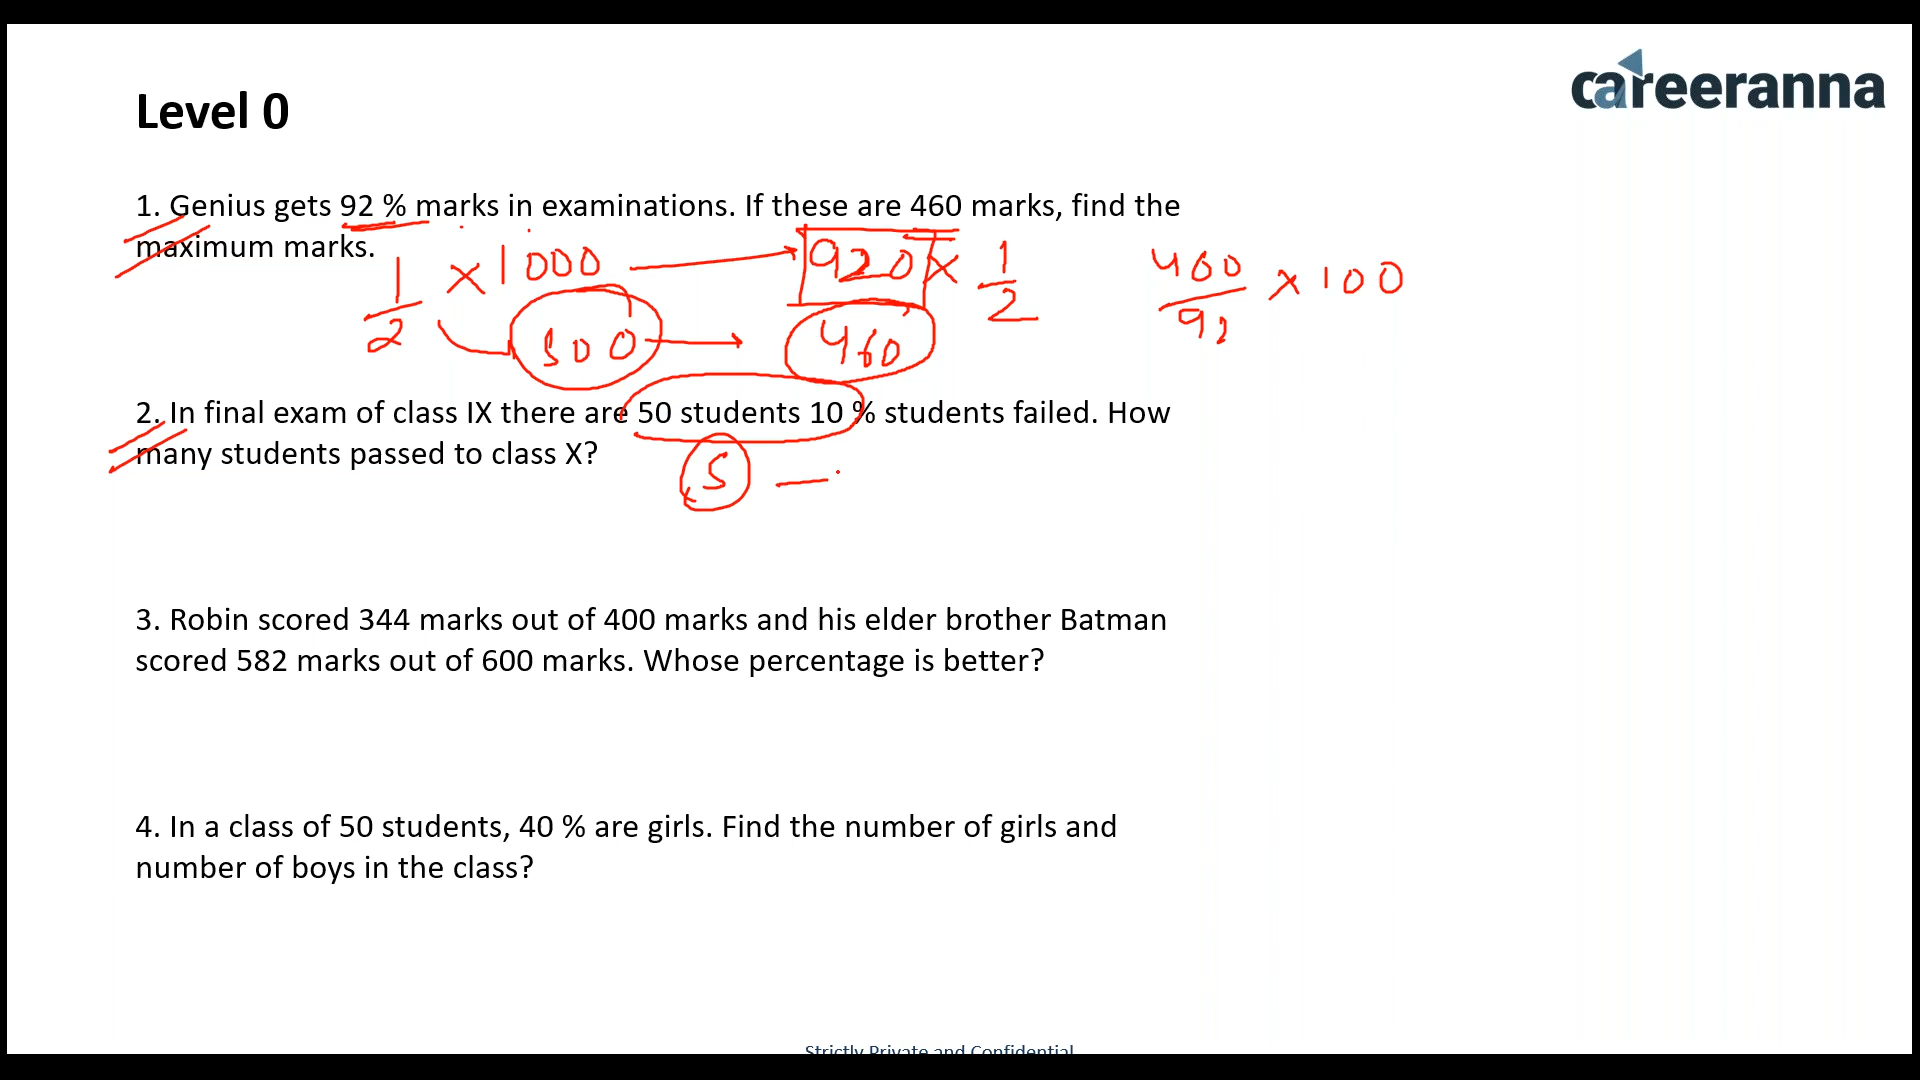 careeranna
Level 0
1. Genius gets 92 % marks in examinations. If these are 460 marks, find the
maximum marks.
1/2 × 1000 → 920 × 1/2
460/92 × 100
500 → 460
2. In final exam of class IX there are 50 students 10 % students failed. How
many students passed to class X?
5 —
3. Robin scored 344 marks out of 400 marks and his elder brother Batman
scored 582 marks out of 600 marks. Whose percentage is better?
4. In a class of 50 students, 40 % are girls. Find the number of girls and
number of boys in the class?
Strictly Private and Confidential